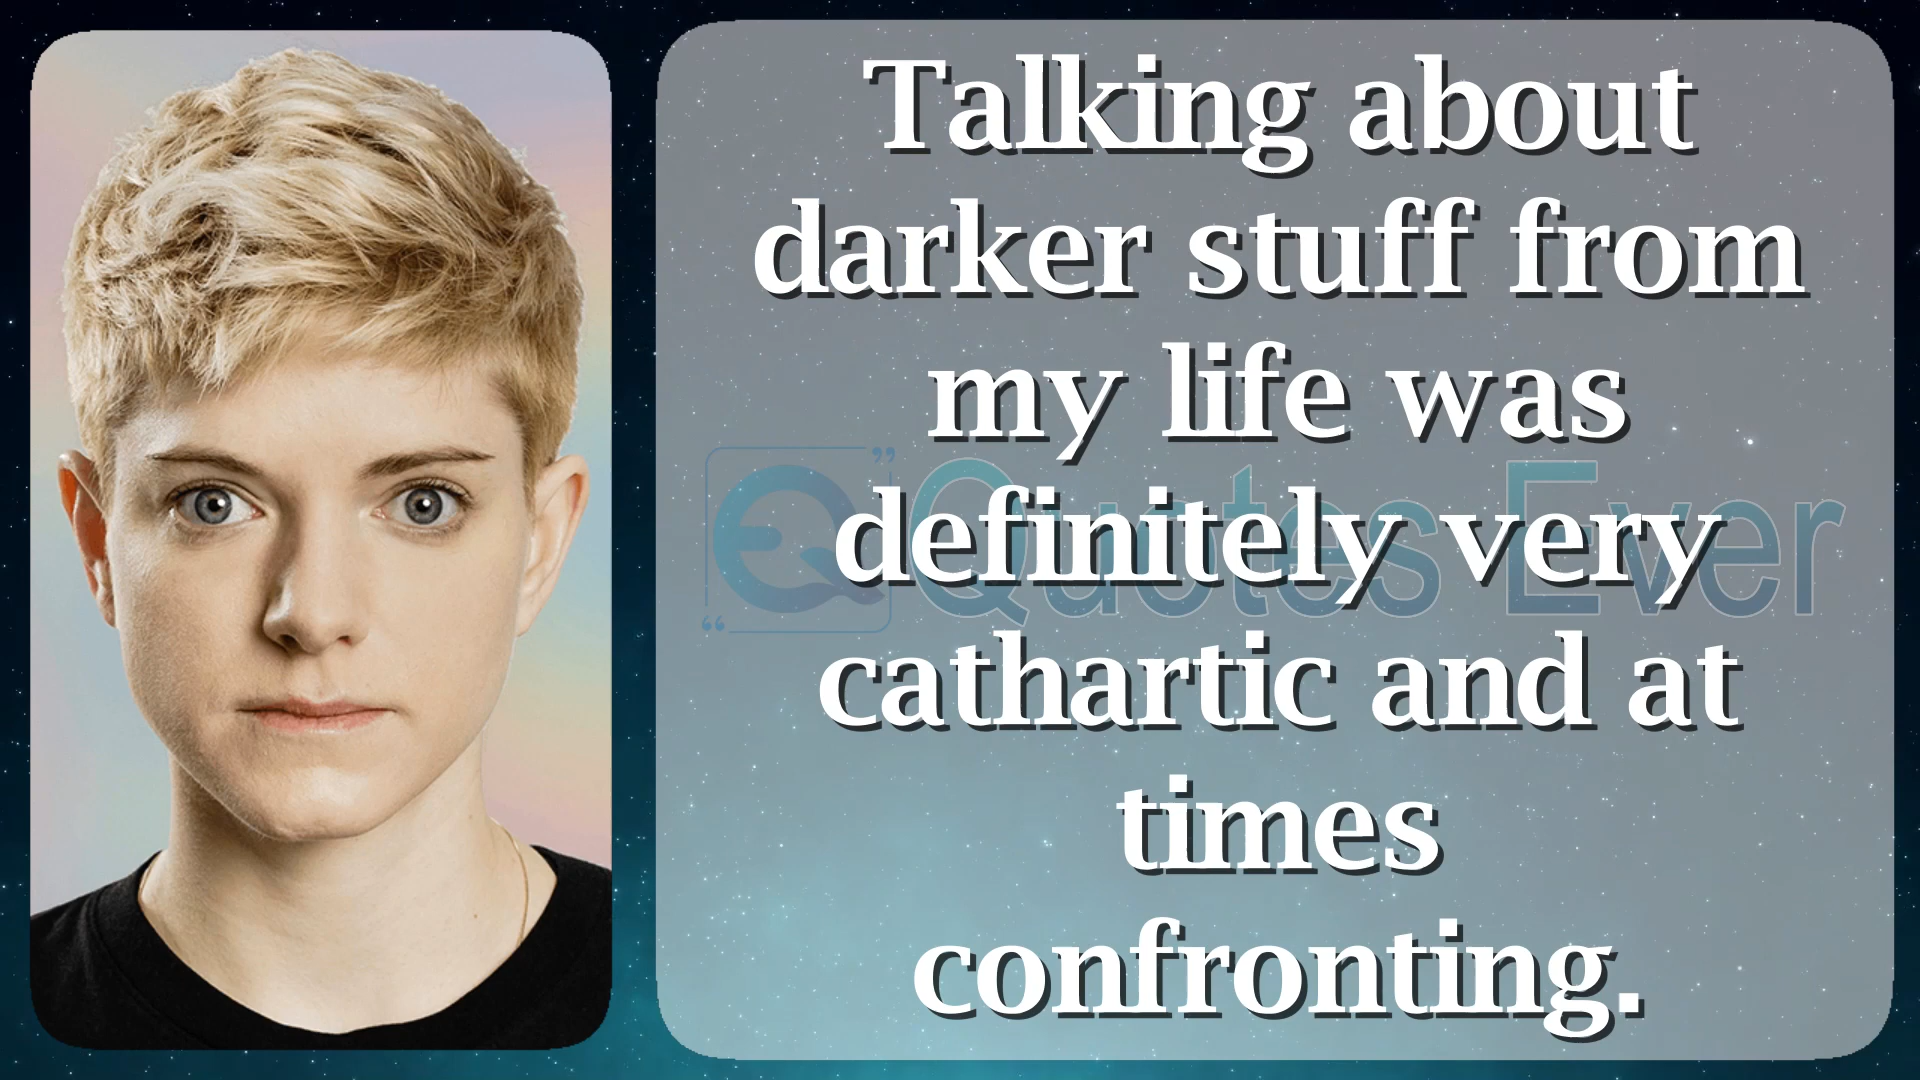 Talking about
darker stuff from
my life was
definitely very
cathartic and at
times
confronting.
Quotes Ever